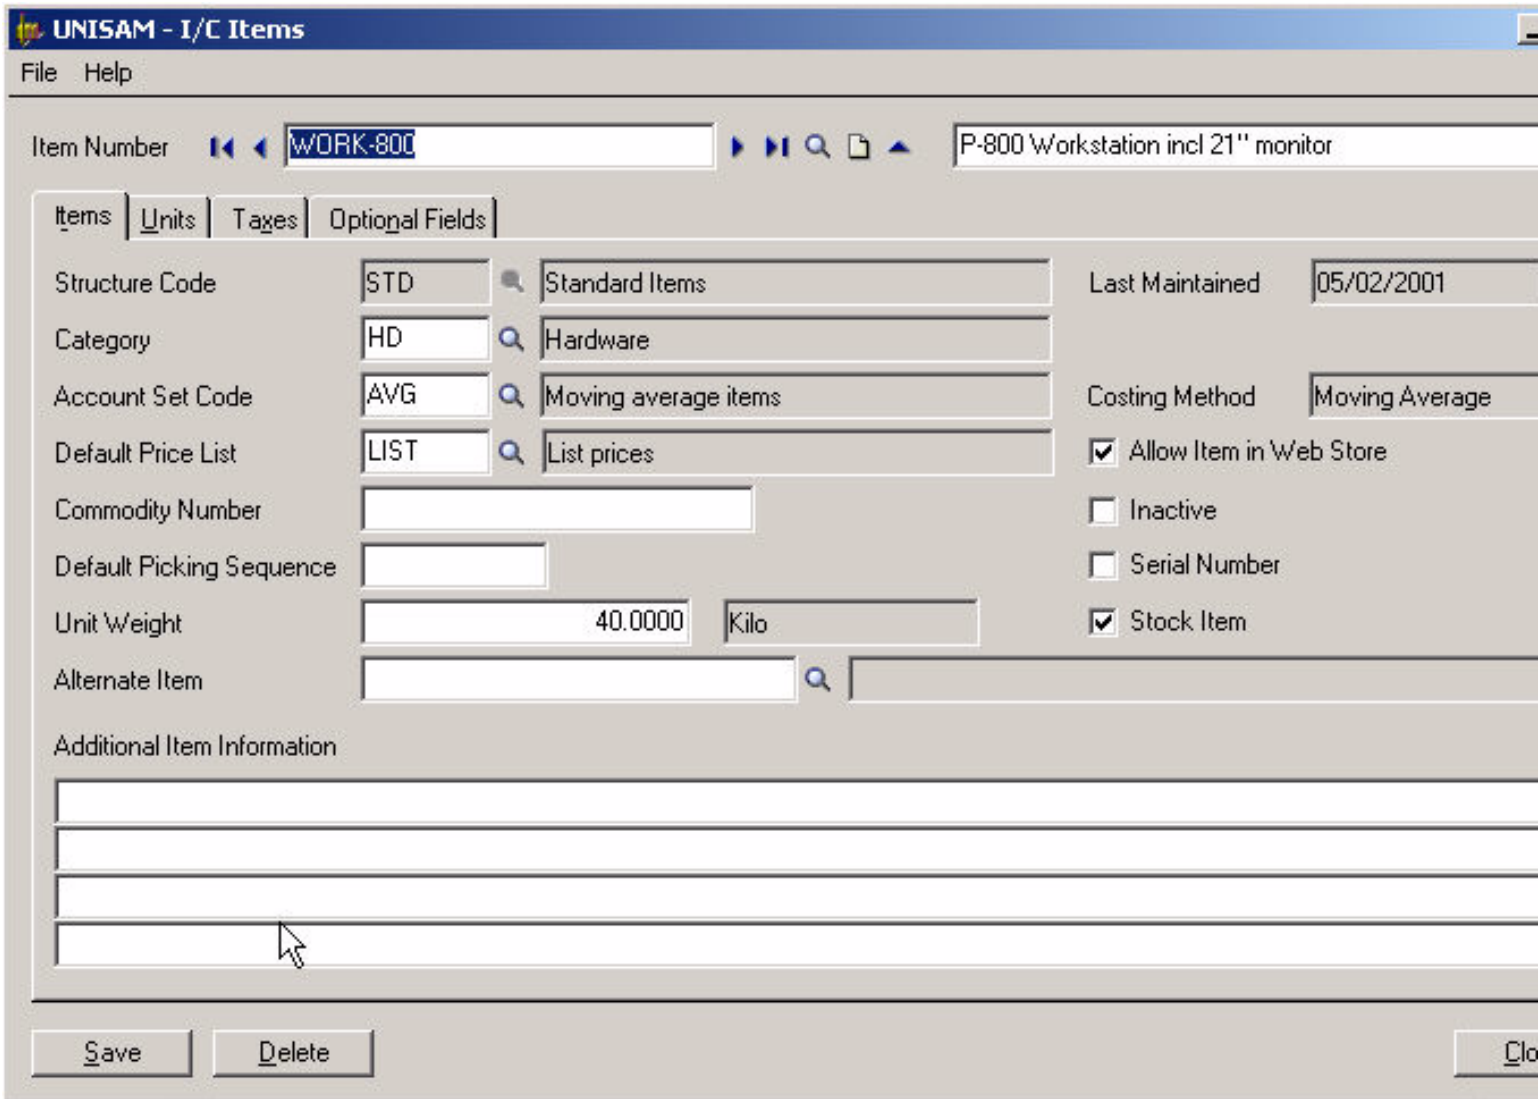 UNISAM - I/C Items
File Help
Item Number WORK-800 P-800 Workstation incl 21" monitor
Items Units Taxes Optional Fields
Structure Code STD Standard Items Last Maintained 05/02/2001
Category HD Hardware
Account Set Code AVG Moving average items Costing Method Moving Average
Default Price List LIST List prices Allow Item in Web Store
Commodity Number Inactive
Default Picking Sequence Serial Number
Unit Weight 40.0000 Kilo Stock Item
Alternate Item
Additional Item Information
Save Delete Clo